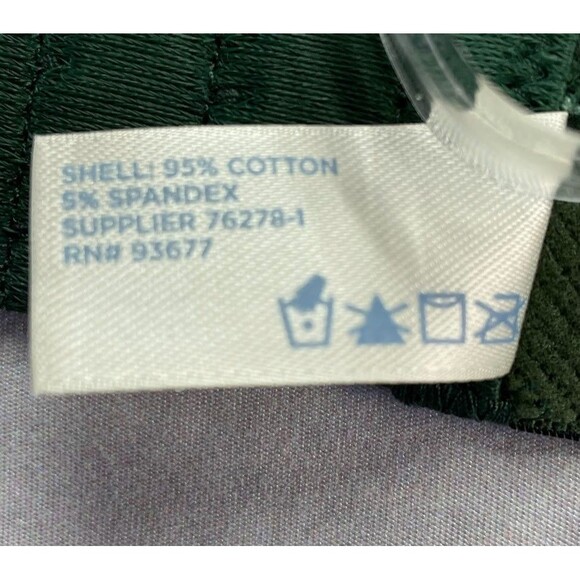 SHELL: 95% COTTON
5% SPANDEX
SUPPLIER 76278-1
RN# 93677